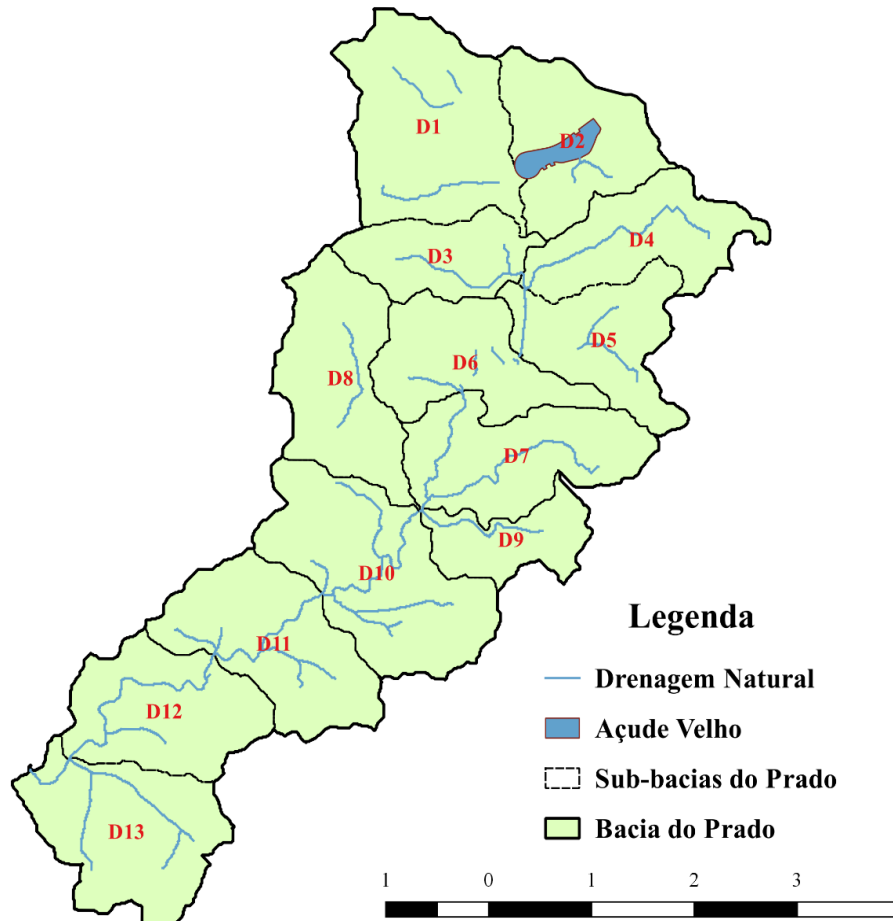 D1
D2
D3
D4
D5
D6
D8
D7
D9
D10
D11
D12
D13
Legenda
Drenagem Natural
Açude Velho
Sub-bacias do Prado
Bacia do Prado
1 0 1 2 3